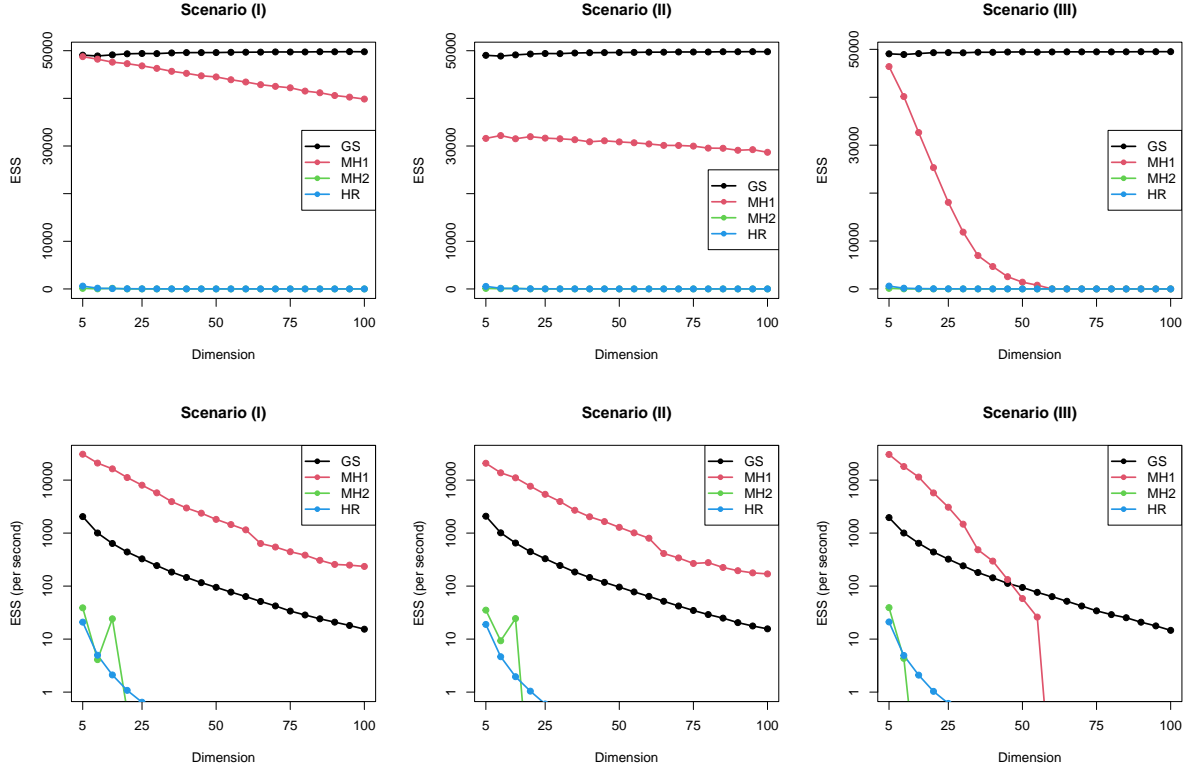 Scenario (I)
ESS
50000
30000
10000
0
GS
MH1
MH2
HR
5
25
50
75
100
Dimension
Scenario (II)
ESS
50000
30000
10000
0
GS
MH1
MH2
HR
5
25
50
75
100
Dimension
Scenario (III)
ESS
50000
30000
10000
0
GS
MH1
MH2
HR
5
25
50
75
100
Dimension
Scenario (I)
ESS (per second)
10000
1000
100
10
1
GS
MH1
MH2
HR
5
25
50
75
100
Dimension
Scenario (II)
ESS (per second)
10000
1000
100
10
1
GS
MH1
MH2
HR
5
25
50
75
100
Dimension
Scenario (III)
ESS (per second)
10000
1000
100
10
1
GS
MH1
MH2
HR
5
25
50
75
100
Dimension